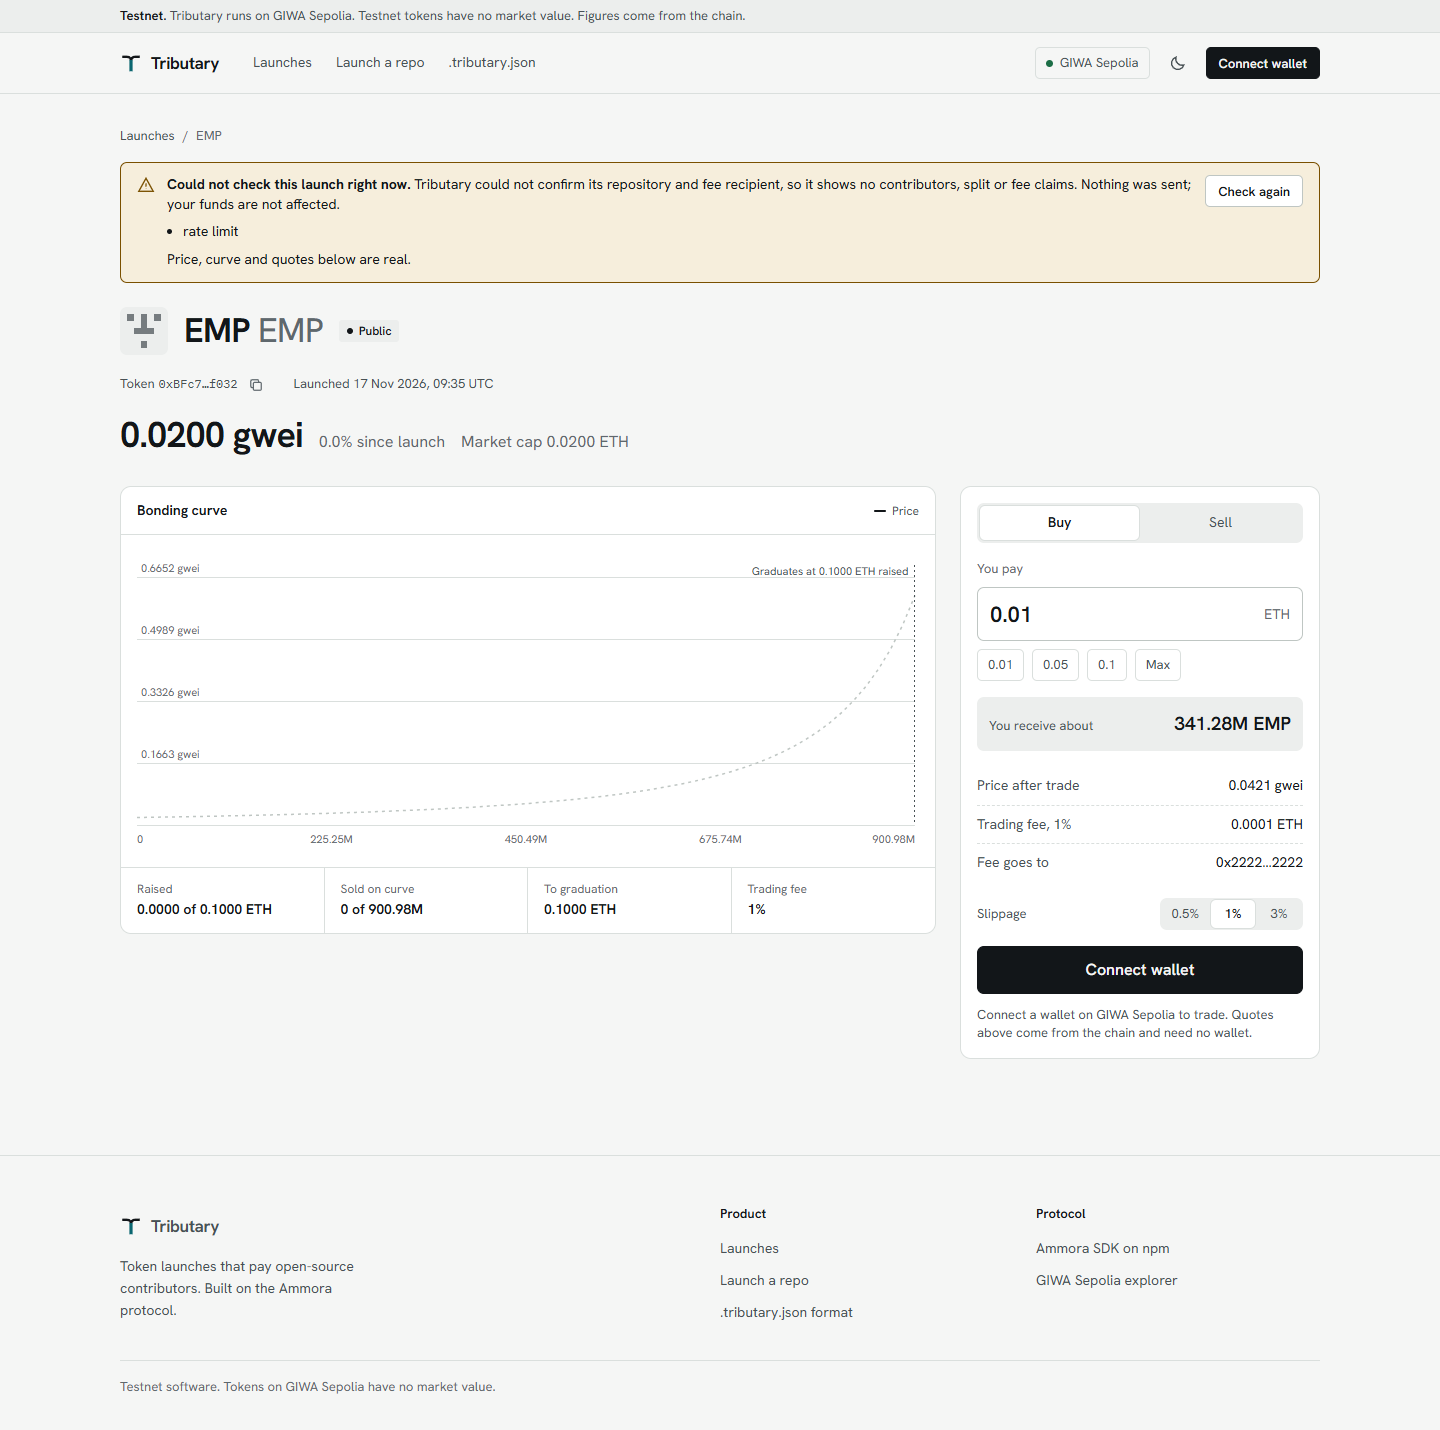 Testnet. Tributary runs on GIWA Sepolia. Testnet tokens have no market value. Figures come from the chain.
Tributary
Launches
Launch a repo
.tributary.json
GIWA Sepolia
Connect wallet
Launches / EMP
Could not check this launch right now. Tributary could not confirm its repository and fee recipient, so it shows no contributors, split or fee claims. Nothing was sent;
your funds are not affected.
Check again
• rate limit
Price, curve and quotes below are real.
EMP EMP
Public
Token 0xBFc7…f032
Launched 17 Nov 2026, 09:35 UTC
0.0200 gwei
0.0% since launch
Market cap 0.0200 ETH
Bonding curve
Price
0.6652 gwei
Graduates at 0.1000 ETH raised
0.4989 gwei
0.3326 gwei
0.1663 gwei
0
225.25M
450.49M
675.74M
900.98M
Raised
0.0000 of 0.1000 ETH
Sold on curve
0 of 900.98M
To graduation
0.1000 ETH
Trading fee
1%
Buy
Sell
You pay
0.01
ETH
0.01
0.05
0.1
Max
You receive about
341.28M EMP
Price after trade
0.0421 gwei
Trading fee, 1%
0.0001 ETH
Fee goes to
0x2222…2222
Slippage
0.5%
1%
3%
Connect wallet
Connect a wallet on GIWA Sepolia to trade. Quotes
above come from the chain and need no wallet.
Tributary
Token launches that pay open-source
contributors. Built on the Ammora
protocol.
Product
Launches
Launch a repo
.tributary.json format
Protocol
Ammora SDK on npm
GIWA Sepolia explorer
Testnet software. Tokens on GIWA Sepolia have no market value.